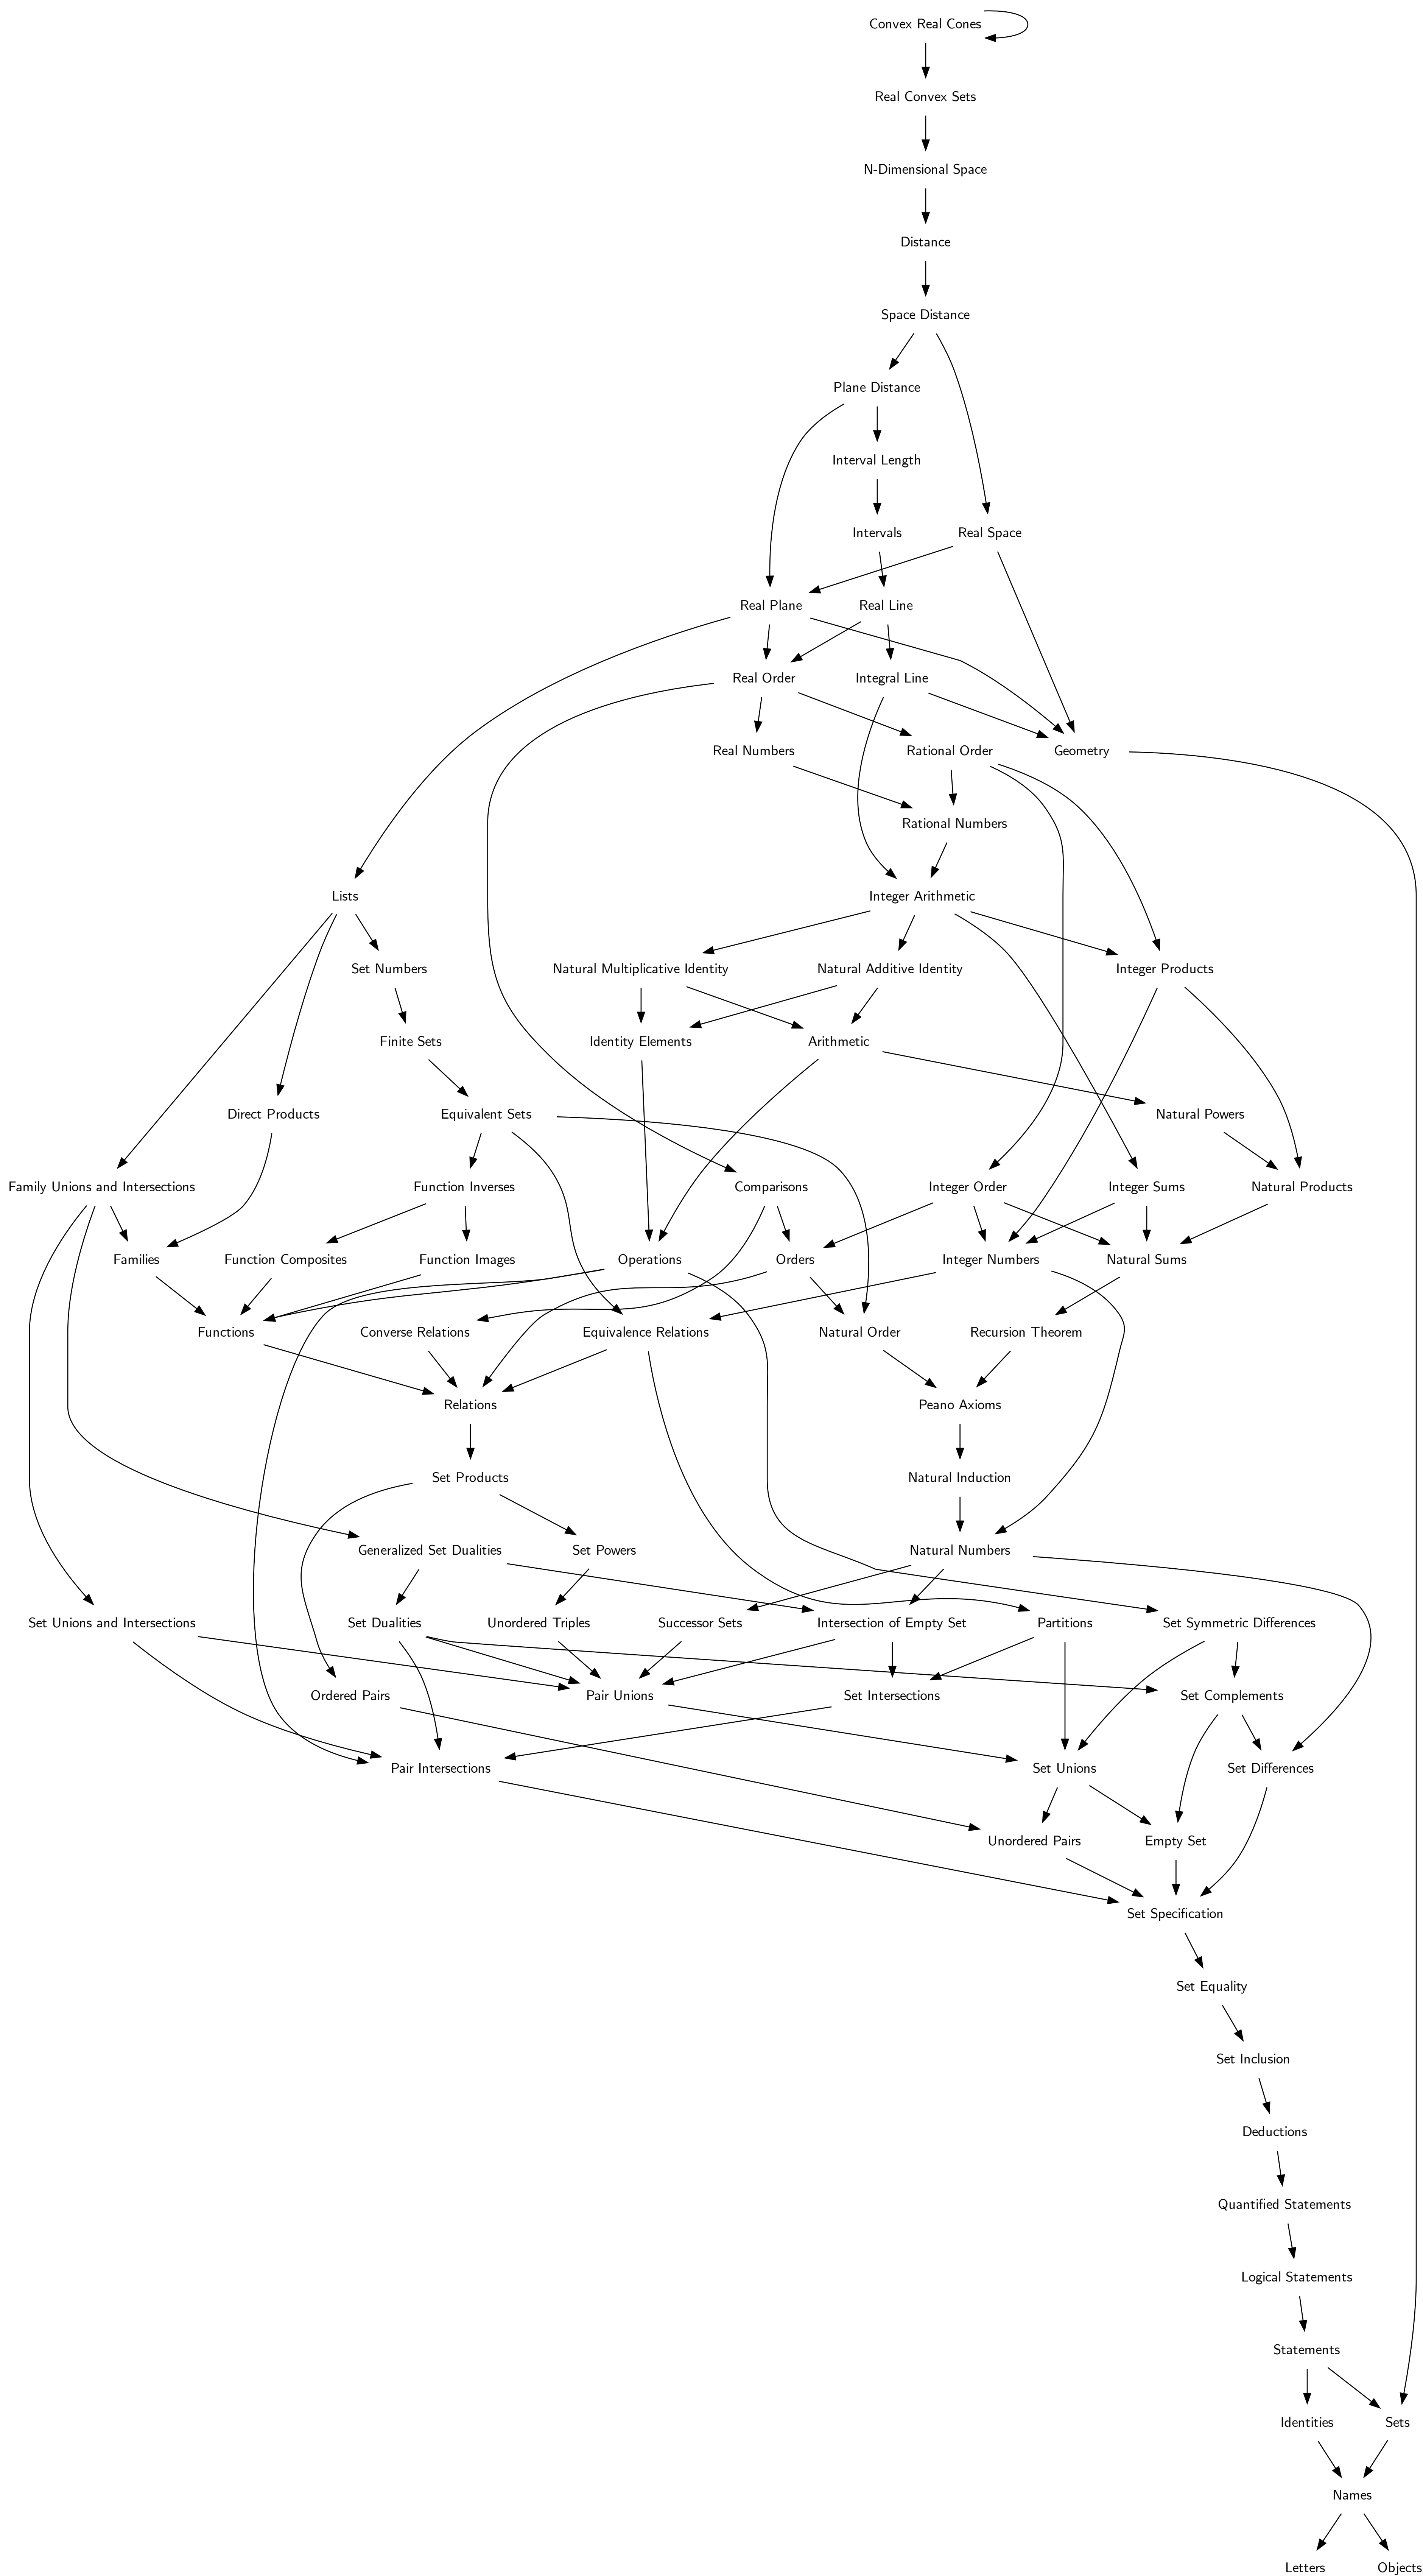 Convex Real Cones
Real Convex Sets
N-Dimensional Space
Distance
Space Distance
Plane Distance
Interval Length
Intervals
Real Space
Real Plane
Real Line
Real Order
Integral Line
Real Numbers
Rational Order
Geometry
Rational Numbers
Lists
Integer Arithmetic
Set Numbers
Natural Multiplicative Identity
Natural Additive Identity
Integer Products
Finite Sets
Identity Elements
Arithmetic
Direct Products
Equivalent Sets
Natural Powers
Family Unions and Intersections
Function Inverses
Comparisons
Integer Order
Integer Sums
Natural Products
Families
Function Composites
Function Images
Operations
Orders
Integer Numbers
Natural Sums
Functions
Converse Relations
Equivalence Relations
Natural Order
Recursion Theorem
Relations
Peano Axioms
Set Products
Natural Induction
Generalized Set Dualities
Set Powers
Natural Numbers
Set Unions and Intersections
Set Dualities
Unordered Triples
Successor Sets
Intersection of Empty Set
Partitions
Set Symmetric Differences
Ordered Pairs
Pair Unions
Set Intersections
Set Complements
Pair Intersections
Set Unions
Set Differences
Unordered Pairs
Empty Set
Set Specification
Set Equality
Set Inclusion
Deductions
Quantified Statements
Logical Statements
Statements
Identities
Sets
Names
Letters
Objects